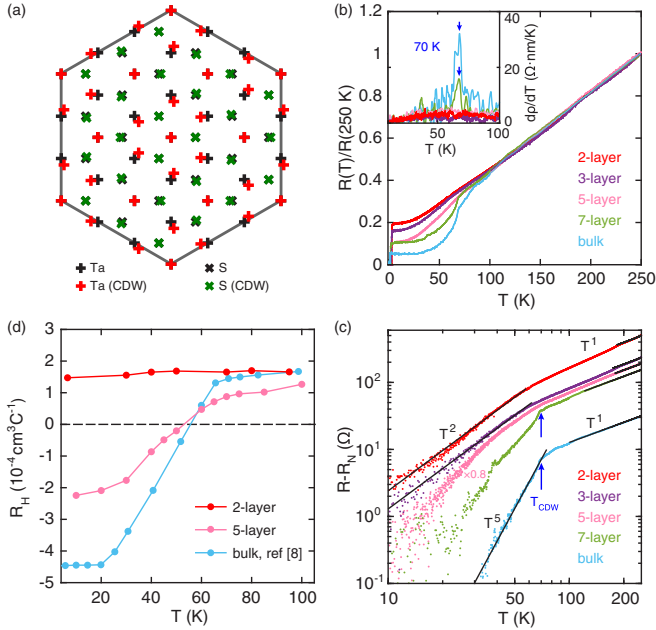 (a)
Ta
S
Ta (CDW)
S (CDW)
(b)
R(T)/R(250 K)
1.2
1
0.8
0.6
0.4
0.2
0
0
50
100
150
200
250
T (K)
70 K
40
20
0
dρ/dT (Ω·nm/K)
10
50
100
T (K)
2-layer
3-layer
5-layer
7-layer
bulk
(d)
R_H (10^-4 cm^3 C^-1)
4
3
2
1
0
-1
-2
-3
-4
-5
20
40
60
80
100
T (K)
2-layer
5-layer
bulk, ref [8]
(c)
R-R_N (Ω)
10^2
10^1
10^0
10^-1
10
50
100
200
T (K)
T^1
T^2
×0.8
T^1
T^5
T_CDW
2-layer
3-layer
5-layer
7-layer
bulk